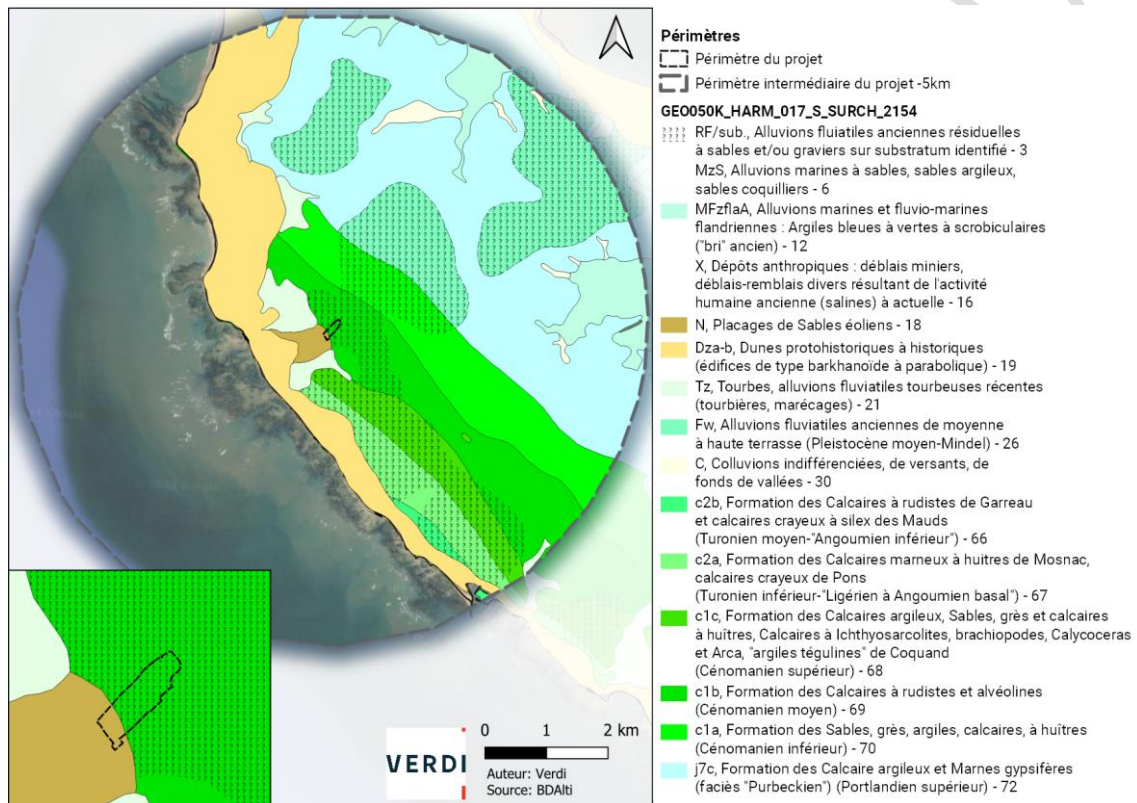 Périmètres
Périmètre du projet
Périmètre intermédiaire du projet -5km
GEO050K_HARM_017_S_SURCH_2154
RF/sub., Alluvions fluiatiles anciennes résiduelles
à sables et/ou graviers sur substratum identifié - 3
MzS, Alluvions marines à sables, sables argileux,
sables coquilliers - 6
MFzflaA, Alluvions marines et fluvio-marines
flandriennes : Argiles bleues à vertes à scrobiculaires
("bri" ancien) - 12
X, Dépôts anthropiques : déblais miniers,
déblais-remblais divers résultant de l'activité
humaine ancienne (salines) à actuelle - 16
N, Placages de Sables éoliens - 18
Dza-b, Dunes protohistoriques à historiques
(édifices de type barkhanoïde à parabolique) - 19
Tz, Tourbes, alluvions fluviatiles tourbeuses récentes
(tourbières, marécages) - 21
Fw, Alluvions fluviatiles anciennes de moyenne
à haute terrasse (Pleistocène moyen-Mindel) - 26
C, Colluvions indifférenciées, de versants, de
fonds de vallées - 30
c2b, Formation des Calcaires à rudistes de Garreau
et calcaires crayeux à silex des Mauds
(Turonien moyen-"Angoumien inférieur") - 66
c2a, Formation des Calcaires marneux à huitres de Mosnac,
calcaires crayeux de Pons
(Turonien inférieur-"Ligérien à Angoumien basal") - 67
c1c, Formation des Calcaires argileux, Sables, grès et calcaires
à huîtres, Calcaires à Ichthyosarcolites, brachiopodes, Calycoceras
et Arca, "argiles tégulines" de Coquand
(Cénomanien supérieur) - 68
c1b, Formation des Calcaires à rudistes et alvéolines
(Cénomanien moyen) - 69
c1a, Formation des Sables, grès, argiles, calcaires, à huîtres
(Cénomanien inférieur) - 70
j7c, Formation des Calcaire argileux et Marnes gypsifères
(faciès "Purbeckien") (Portlandien supérieur) - 72
VERDI
0 1 2 km
Auteur: Verdi
Source: BDAlti